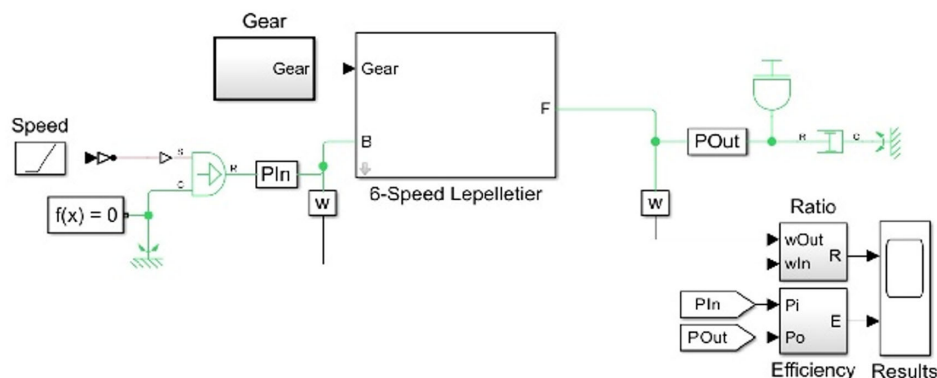 Gear
Gear
Gear
F
B
6-Speed Lepelletier
Speed
S
C
R
PIn
f(x) = 0
W
POut
R
C
W
Ratio
wOut
wIn
R
PIn
Pi
E
POut
Po
Efficiency
Results